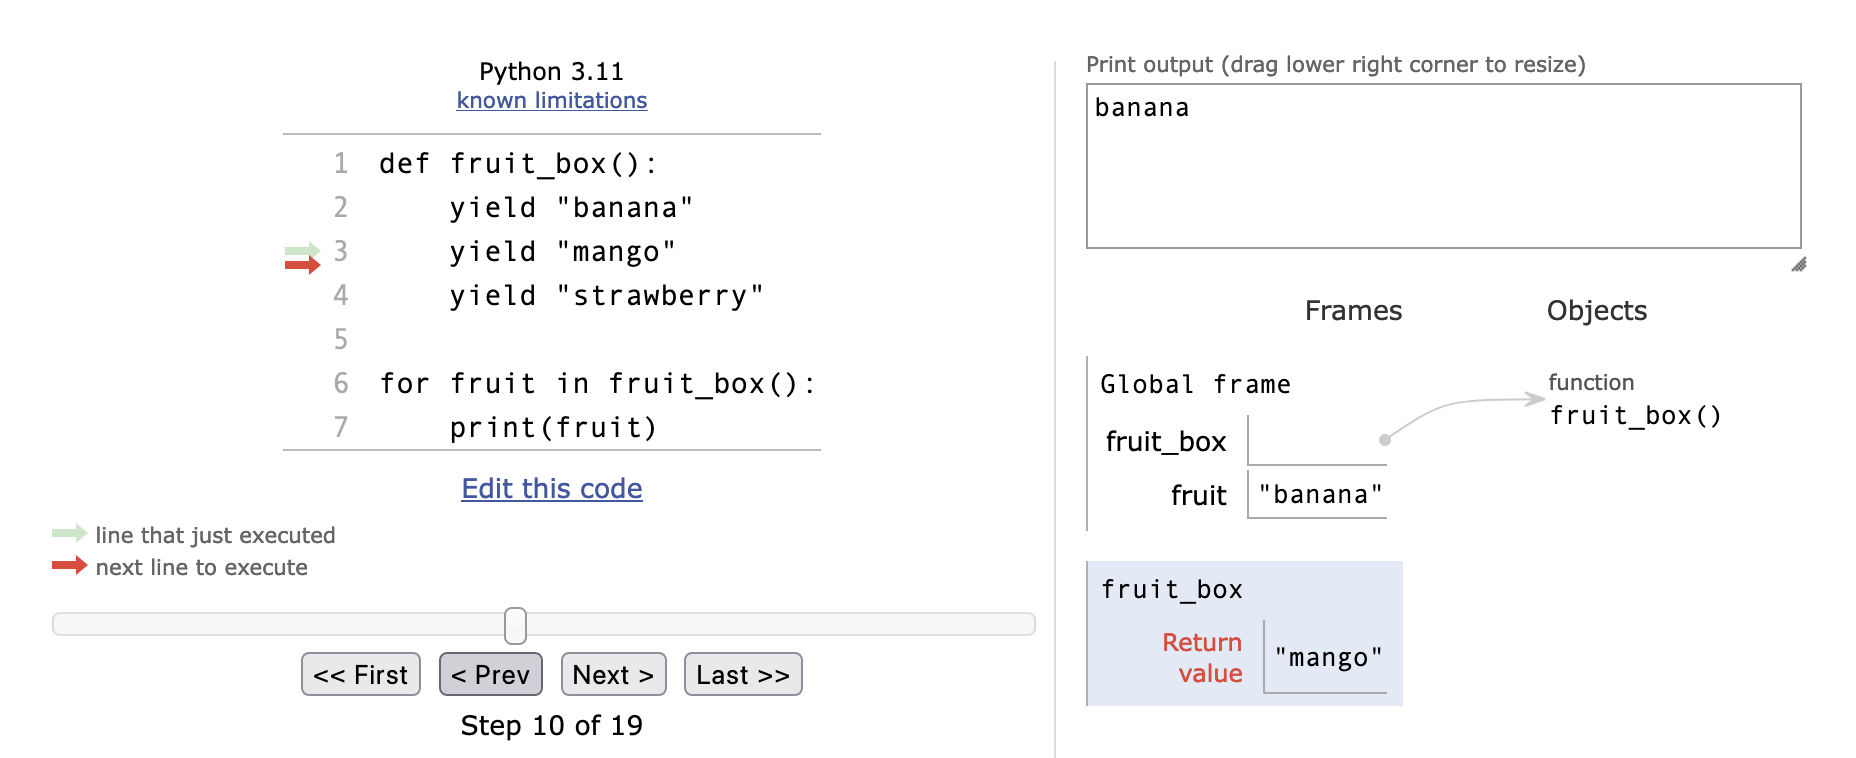 Python 3.11
known limitations
1 def fruit_box():
2     yield "banana"
3     yield "mango"
4     yield "strawberry"
5
6 for fruit in fruit_box():
7     print(fruit)
Edit this code
line that just executed
next line to execute
<< First < Prev Next > Last >>
Step 10 of 19
Print output (drag lower right corner to resize)
banana
Frames Objects
Global frame
fruit_box
fruit "banana"
function
fruit_box()
fruit_box
Return
value "mango"